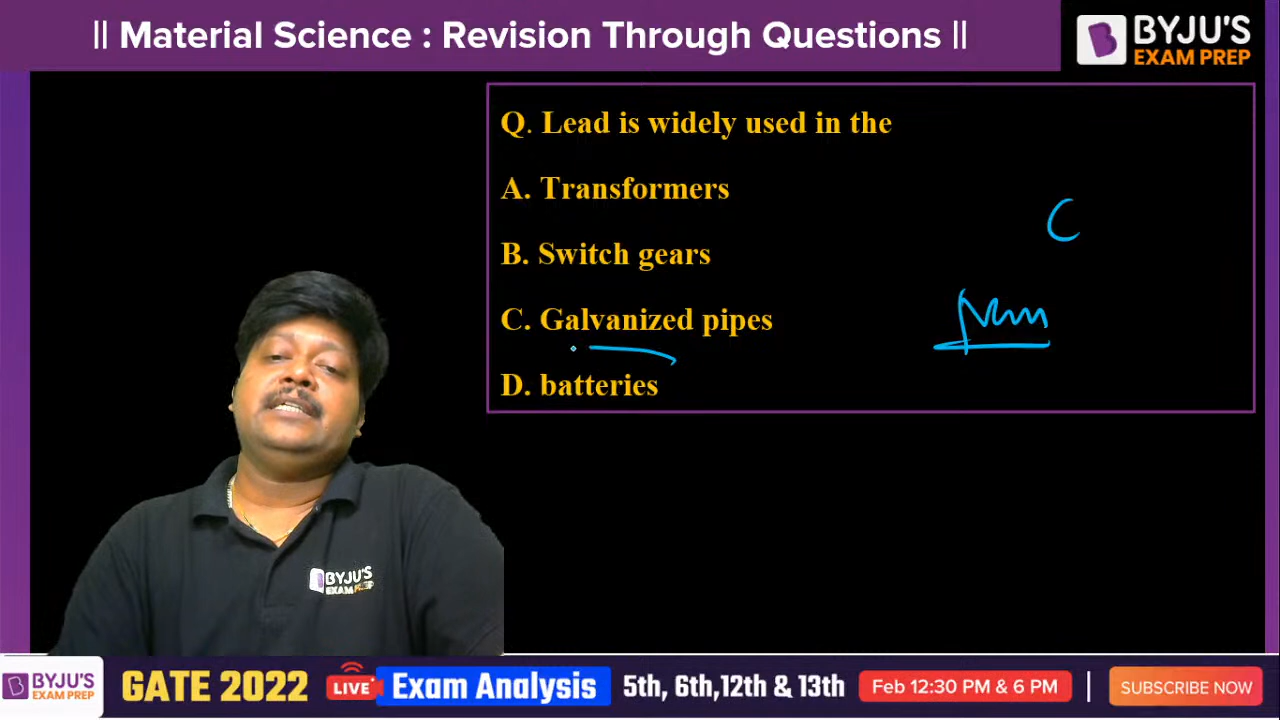 || Material Science : Revision Through Questions ||
BYJU'S
EXAM PREP
Q. Lead is widely used in the
A. Transformers
B. Switch gears
C. Galvanized pipes
D. batteries
C
BYJU'S
EXAM PREP
BYJU'S
EXAM PREP
GATE 2022
LIVE
Exam Analysis
5th, 6th,12th & 13th
Feb 12:30 PM & 6 PM
SUBSCRIBE NOW